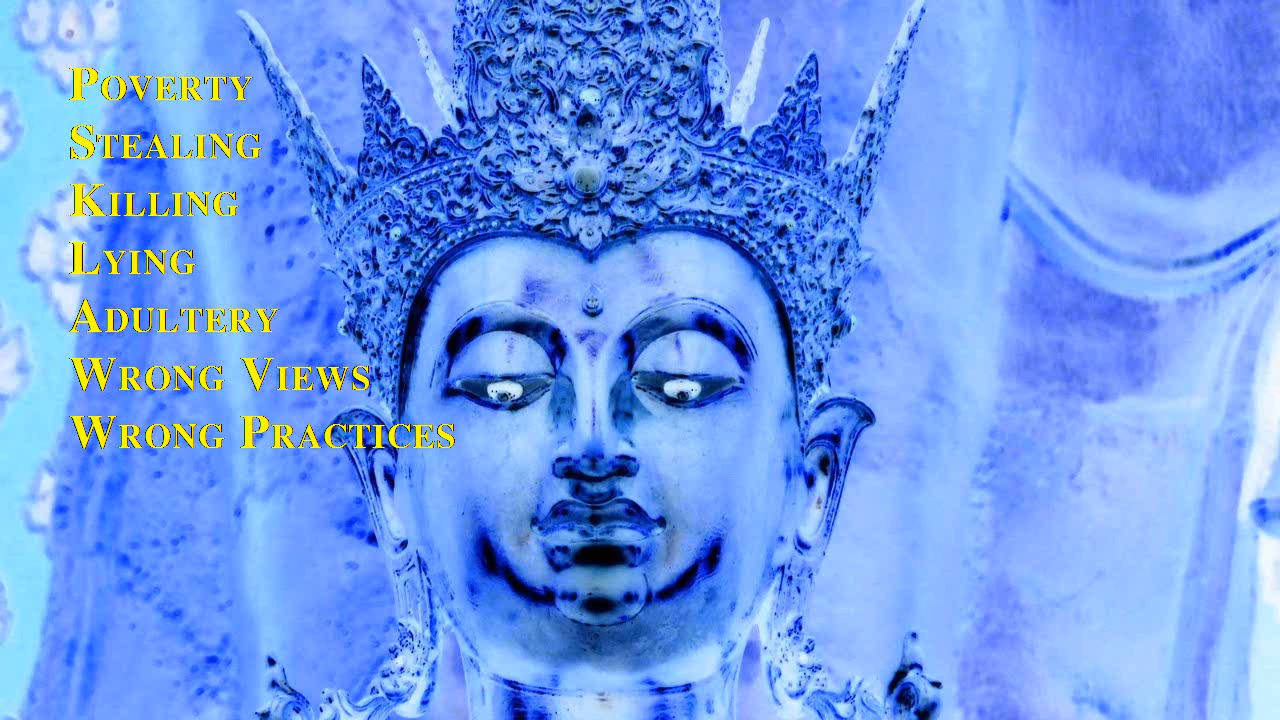 Poverty
Stealing
Killing
Lying
Adultery
Wrong Views
Wrong Practices